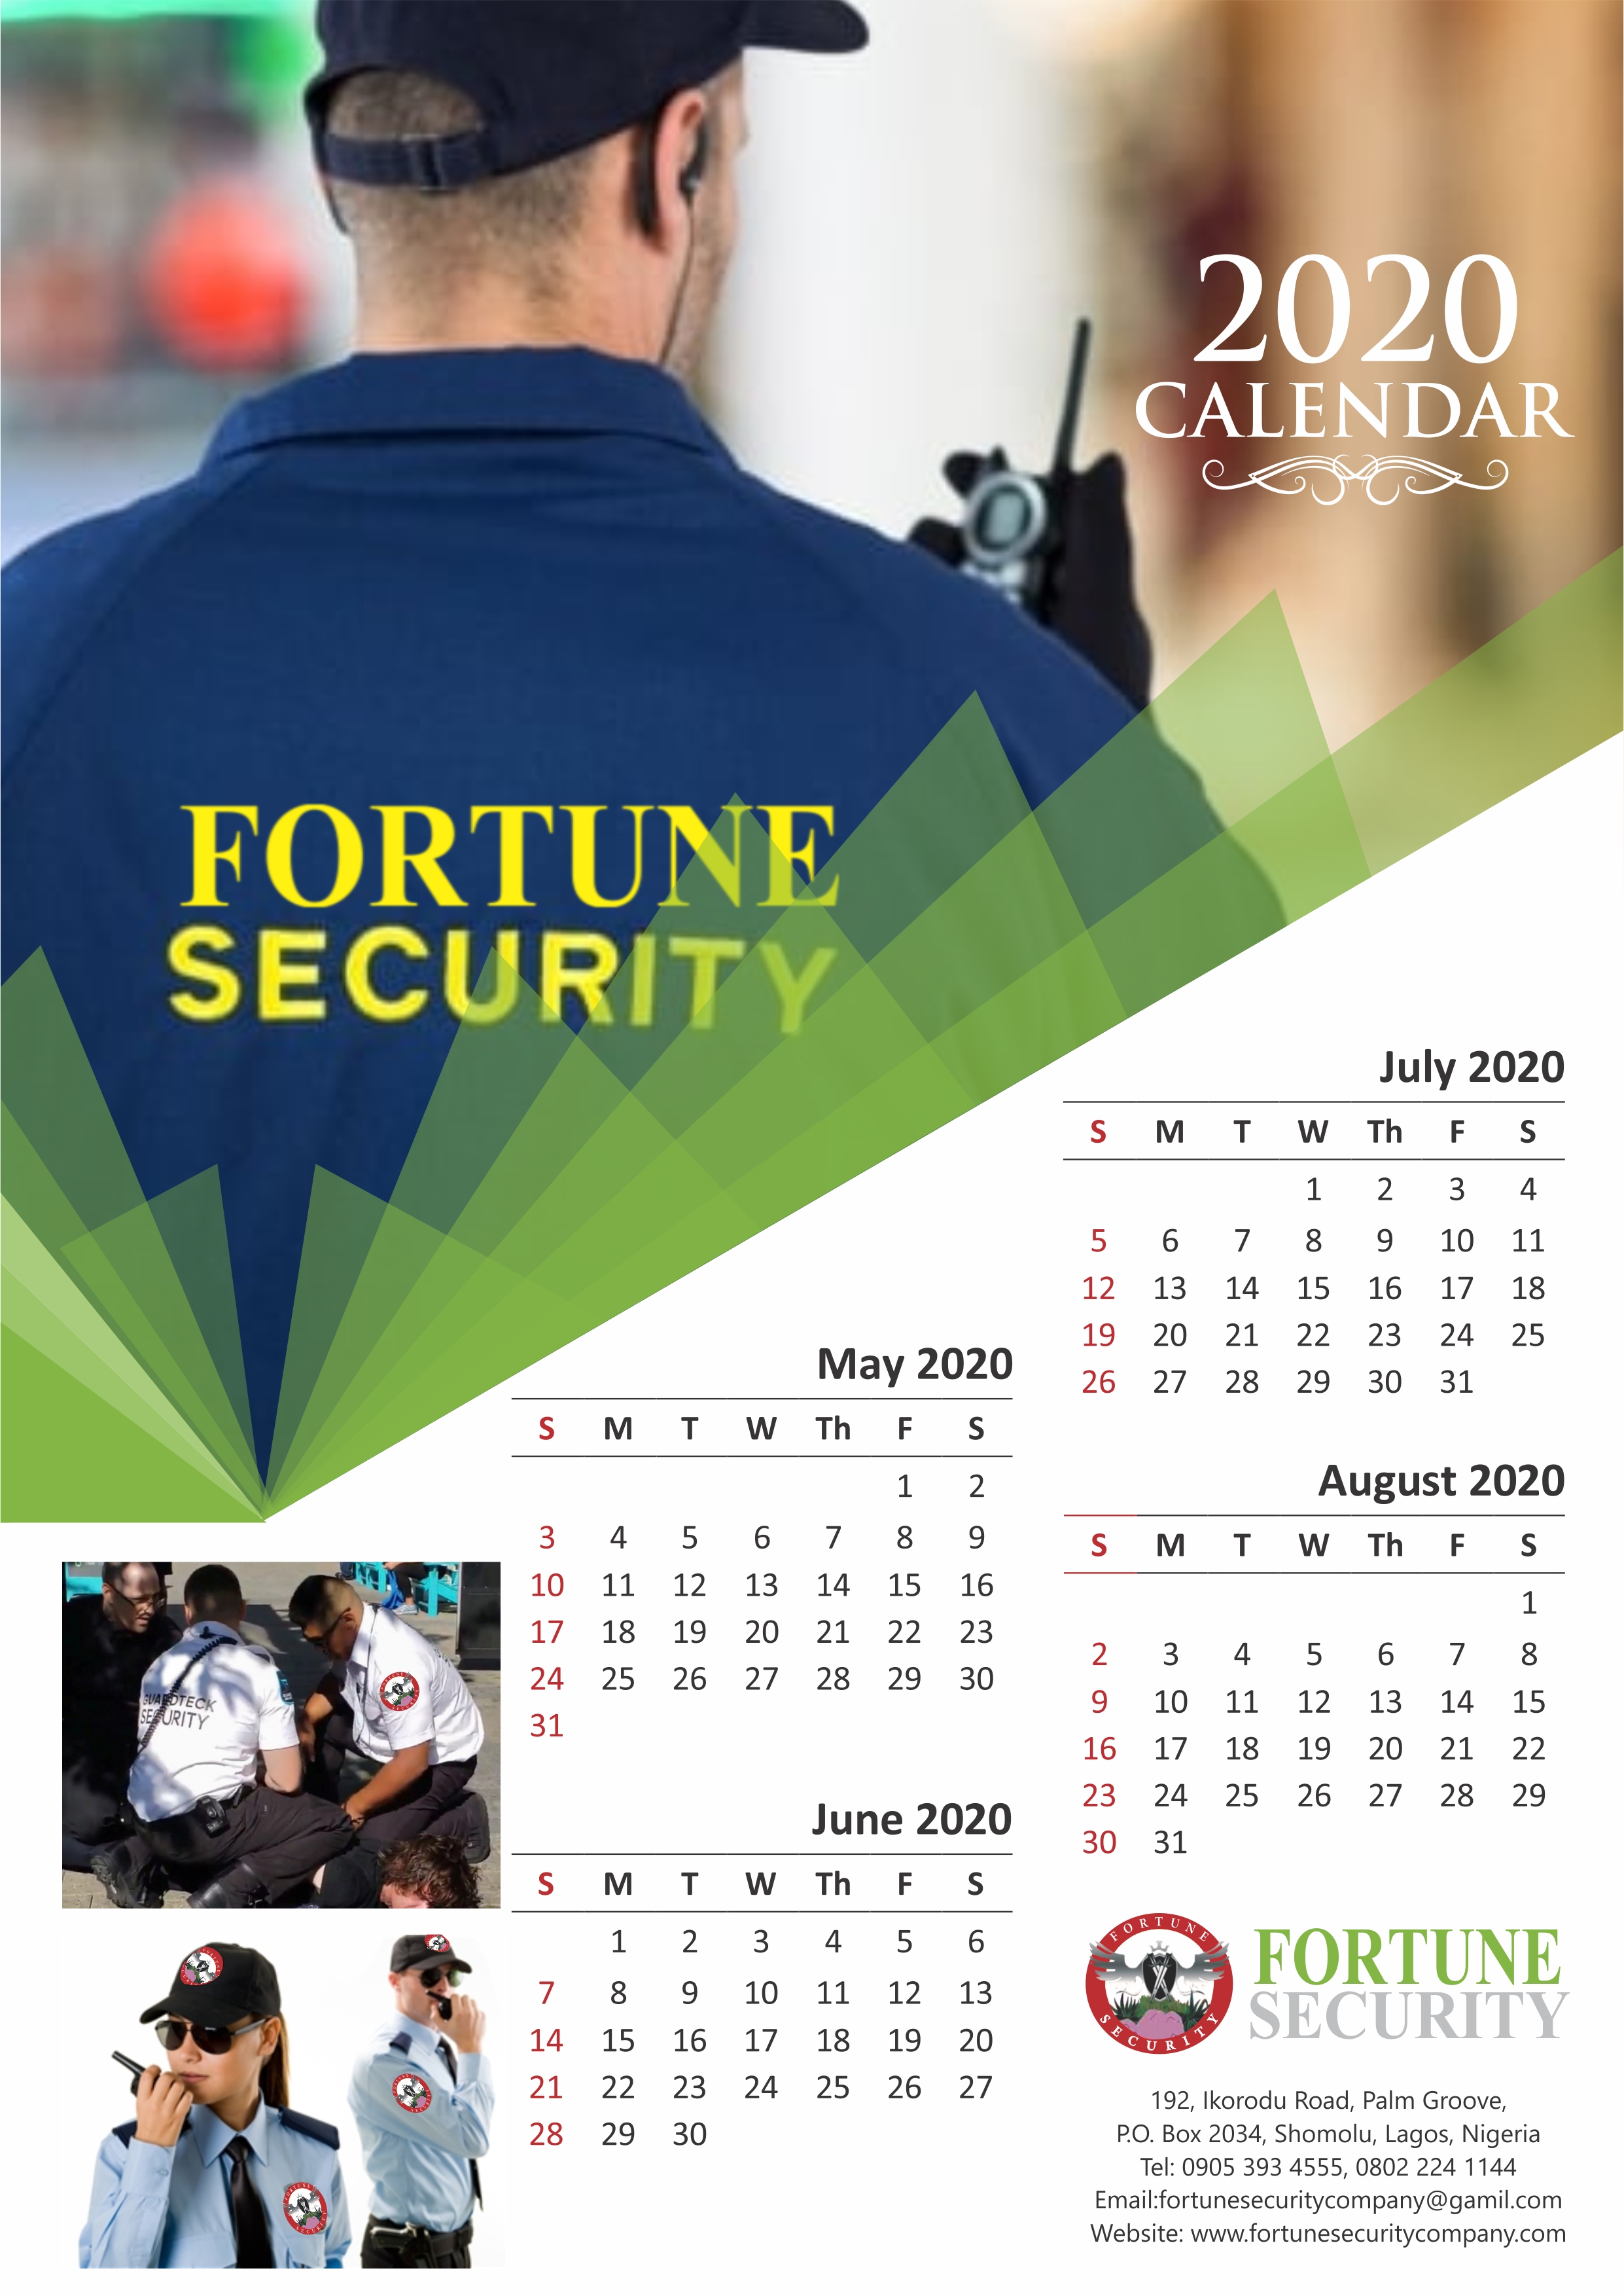 2020
CALENDAR
FORTUNE
SECURITY
May 2020
S M T W Th F S
1 2
3 4 5 6 7 8 9
10 11 12 13 14 15 16
17 18 19 20 21 22 23
24 25 26 27 28 29 30
31
June 2020
S M T W Th F S
1 2 3 4 5 6
7 8 9 10 11 12 13
14 15 16 17 18 19 20
21 22 23 24 25 26 27
28 29 30
July 2020
S M T W Th F S
1 2 3 4
5 6 7 8 9 10 11
12 13 14 15 16 17 18
19 20 21 22 23 24 25
26 27 28 29 30 31
August 2020
S M T W Th F S
1
2 3 4 5 6 7 8
9 10 11 12 13 14 15
16 17 18 19 20 21 22
23 24 25 26 27 28 29
30 31
GUARDTECK
SECURITY
FORTUNE
SECURITY
FORTUNE
SECURITY
192, Ikorodu Road, Palm Groove,
P.O. Box 2034, Shomolu, Lagos, Nigeria
Tel: 0905 393 4555, 0802 224 1144
Email:fortunesecuritycompany@gamil.com
Website: www.fortunesecuritycompany.com